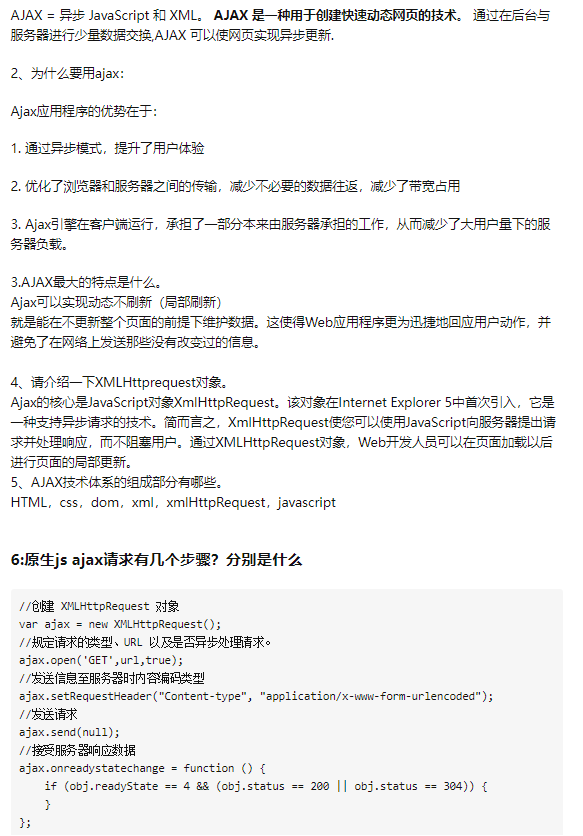 AJAX = 异步 JavaScript 和 XML。 AJAX 是一种用于创建快速动态网页的技术。 通过在后台与
服务器进行少量数据交换,AJAX 可以使网页实现异步更新.
2、为什么要用ajax：
Ajax应用程序的优势在于：
1. 通过异步模式，提升了用户体验
2. 优化了浏览器和服务器之间的传输，减少不必要的数据往返，减少了带宽占用
3. Ajax引擎在客户端运行，承担了一部分本来由服务器承担的工作，从而减少了大用户量下的服
务器负载。
3.AJAX最大的特点是什么。
Ajax可以实现动态不刷新（局部刷新）
就是能在不更新整个页面的前提下维护数据。这使得Web应用程序更为迅捷地回应用户动作，并
避免了在网络上发送那些没有改变过的信息。
4、请介绍一下XMLHttprequest对象。
Ajax的核心是JavaScript对象XmlHttpRequest。该对象在Internet Explorer 5中首次引入，它是
一种支持异步请求的技术。简而言之，XmlHttpRequest使您可以使用JavaScript向服务器提出请
求并处理响应，而不阻塞用户。通过XMLHttpRequest对象，Web开发人员可以在页面加载以后
进行页面的局部更新。
5、AJAX技术体系的组成部分有哪些。
HTML，css，dom，xml，xmlHttpRequest，javascript
6:原生js ajax请求有几个步骤？分别是什么
//创建 XMLHttpRequest 对象
var ajax = new XMLHttpRequest();
//规定请求的类型、URL 以及是否异步处理请求。
ajax.open('GET',url,true);
//发送信息至服务器时内容编码类型
ajax.setRequestHeader("Content-type", "application/x-www-form-urlencoded");
//发送请求
ajax.send(null);
//接受服务器响应数据
ajax.onreadystatechange = function () {
    if (obj.readyState == 4 && (obj.status == 200 || obj.status == 304)) {
    }
};